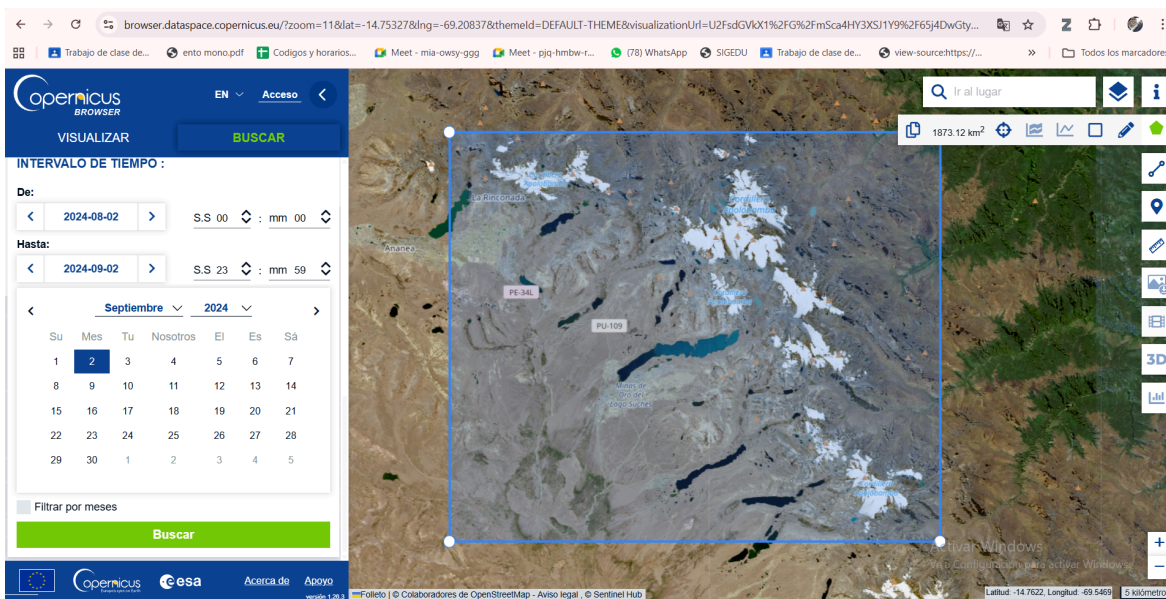 browser.dataspace.copernicus.eu/?zoom=11&lat=-14.75327&lng=-69.20837&themeId=DEFAULT-THEME&visualizationUrl=U2FsdGVkX1%2FG%2FmSca4HY3XSJ1Y9%2F65j4DwGty...
Trabajo de clase de... ento mono.pdf Codigos y horarios... Meet - mia-owsy-ggg Meet - pjq-hmbw-r... (78) WhatsApp SIGEDU Trabajo de clase de... view-source:https://... » Todos los marcadores
opernicus
BROWSER
EN Acceso
VISUALIZAR BUSCAR
INTERVALO DE TIEMPO :
De:
2024-08-02 S.S 00 : mm 00
Hasta:
2024-09-02 S.S 23 : mm 59
Septiembre 2024
Su Mes Tu Nosotros El Es Sá
1 2 3 4 5 6 7
8 9 10 11 12 13 14
15 16 17 18 19 20 21
22 23 24 25 26 27 28
29 30 1 2 3 4 5
Filtrar por meses
Buscar
opernicus
esa
Acerca de Apoyo
versión 1.26.3
Ir al lugar
1873.12 km²
3D
La Rinconada
Ananea
PE-34L
PU-109
Minas de
Oro del
Lago Suches
Activar Windows
Ve a Configuración para activar Windows.
Folleto | © Colaboradores de OpenStreetMap - Aviso legal , © Sentinel Hub
Latitud: -14.7622, Longitud: -69.5469 5 kilómetro